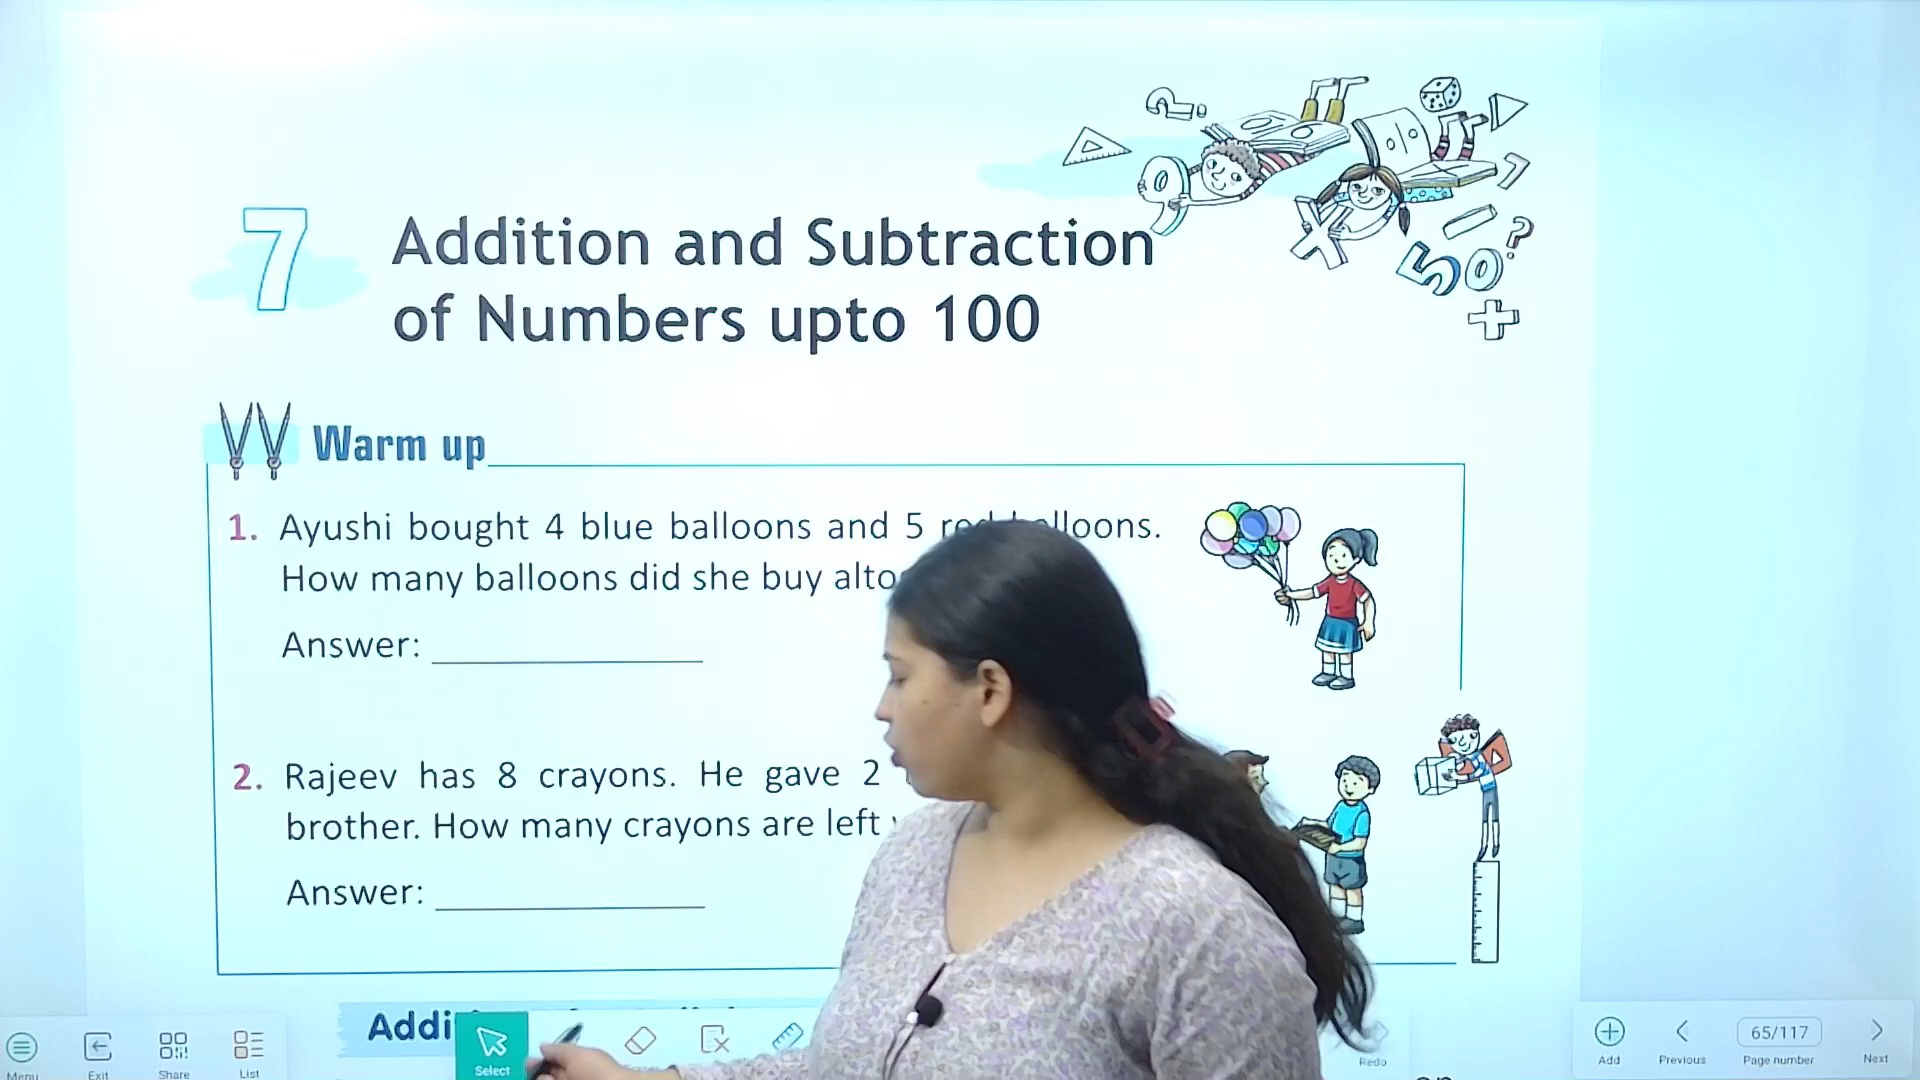 7
Addition and Subtraction
of Numbers upto 100
Warm up
1. Ayushi bought 4 blue balloons and 5 red balloons.
How many balloons did she buy
Answer:
2. Rajeev has 8 crayons. He gave 2
brother. How many crayons are left
Answer:
Menu
Exit
Share
List
Select
Redo
Add
Previous
65/117
Page number
Next